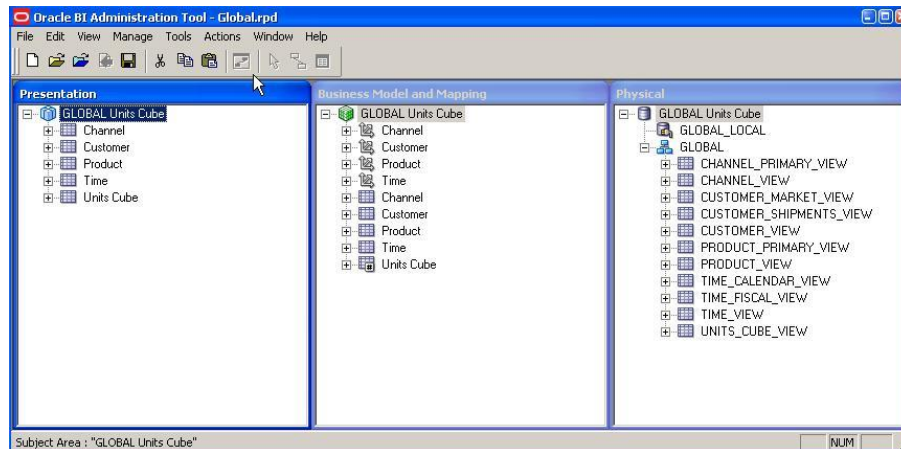 Oracle BI Administration Tool - Global.rpd
File Edit View Manage Tools Actions Window Help
Presentation
GLOBAL Units Cube
Channel
Customer
Product
Time
Units Cube
Business Model and Mapping
GLOBAL Units Cube
Channel
Customer
Product
Time
Channel
Customer
Product
Time
Units Cube
Physical
GLOBAL Units Cube
GLOBAL_LOCAL
GLOBAL
CHANNEL_PRIMARY_VIEW
CHANNEL_VIEW
CUSTOMER_MARKET_VIEW
CUSTOMER_SHIPMENTS_VIEW
CUSTOMER_VIEW
PRODUCT_PRIMARY_VIEW
PRODUCT_VIEW
TIME_CALENDAR_VIEW
TIME_FISCAL_VIEW
TIME_VIEW
UNITS_CUBE_VIEW
Subject Area : "GLOBAL Units Cube"
NUM